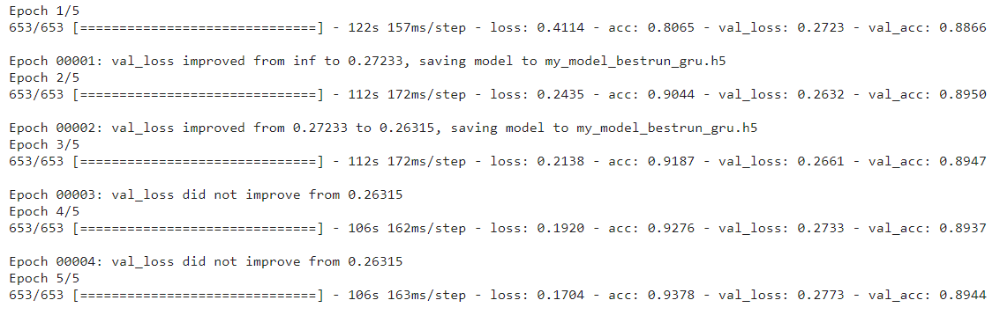 Epoch 1/5
653/653 [==============================] - 122s 157ms/step - loss: 0.4114 - acc: 0.8065 - val_loss: 0.2723 - val_acc: 0.8866
Epoch 00001: val_loss improved from inf to 0.27233, saving model to my_model_bestrun_gru.h5
Epoch 2/5
653/653 [==============================] - 112s 172ms/step - loss: 0.2435 - acc: 0.9044 - val_loss: 0.2632 - val_acc: 0.8950
Epoch 00002: val_loss improved from 0.27233 to 0.26315, saving model to my_model_bestrun_gru.h5
Epoch 3/5
653/653 [==============================] - 112s 172ms/step - loss: 0.2138 - acc: 0.9187 - val_loss: 0.2661 - val_acc: 0.8947
Epoch 00003: val_loss did not improve from 0.26315
Epoch 4/5
653/653 [==============================] - 106s 162ms/step - loss: 0.1920 - acc: 0.9276 - val_loss: 0.2733 - val_acc: 0.8937
Epoch 00004: val_loss did not improve from 0.26315
Epoch 5/5
653/653 [==============================] - 106s 163ms/step - loss: 0.1704 - acc: 0.9378 - val_loss: 0.2773 - val_acc: 0.8944